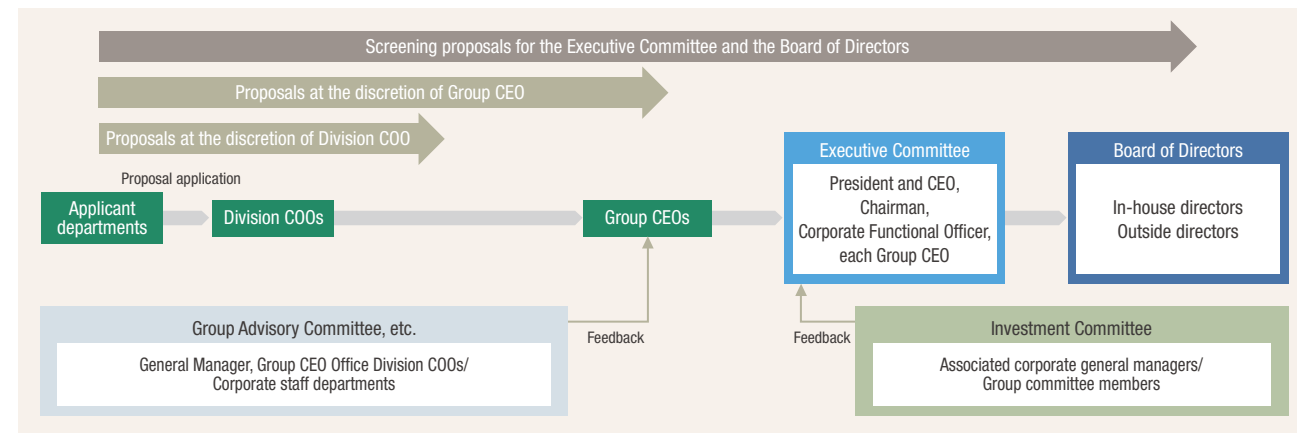 Screening proposals for the Executive Committee and the Board of Directors
Proposals at the discretion of Group CEO
Proposals at the discretion of Division COO
Proposal application
Applicant
departments
Division COOs
Group CEOs
Executive Committee
President and CEO,
Chairman,
Corporate Functional Officer,
each Group CEO
Board of Directors
In-house directors
Outside directors
Group Advisory Committee, etc.
General Manager, Group CEO Office Division COOs/
Corporate staff departments
Feedback
Feedback
Investment Committee
Associated corporate general managers/
Group committee members